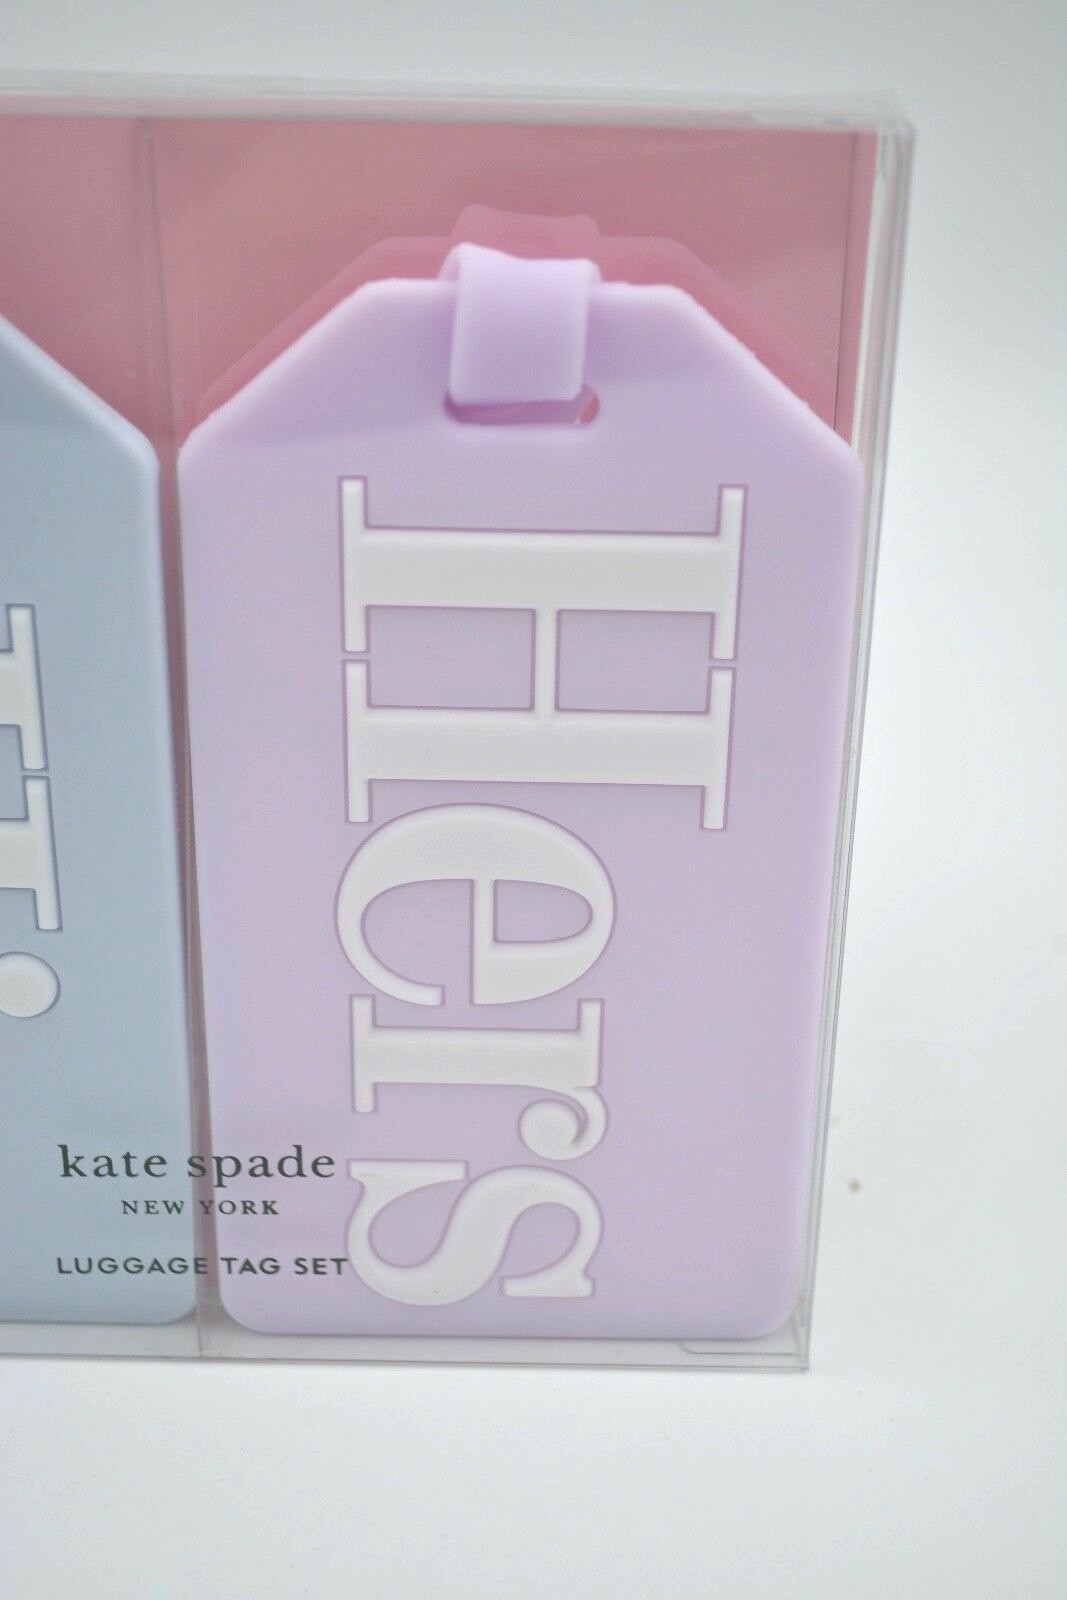 Hers
kate spade
NEW YORK
LUGGAGE TAG SET